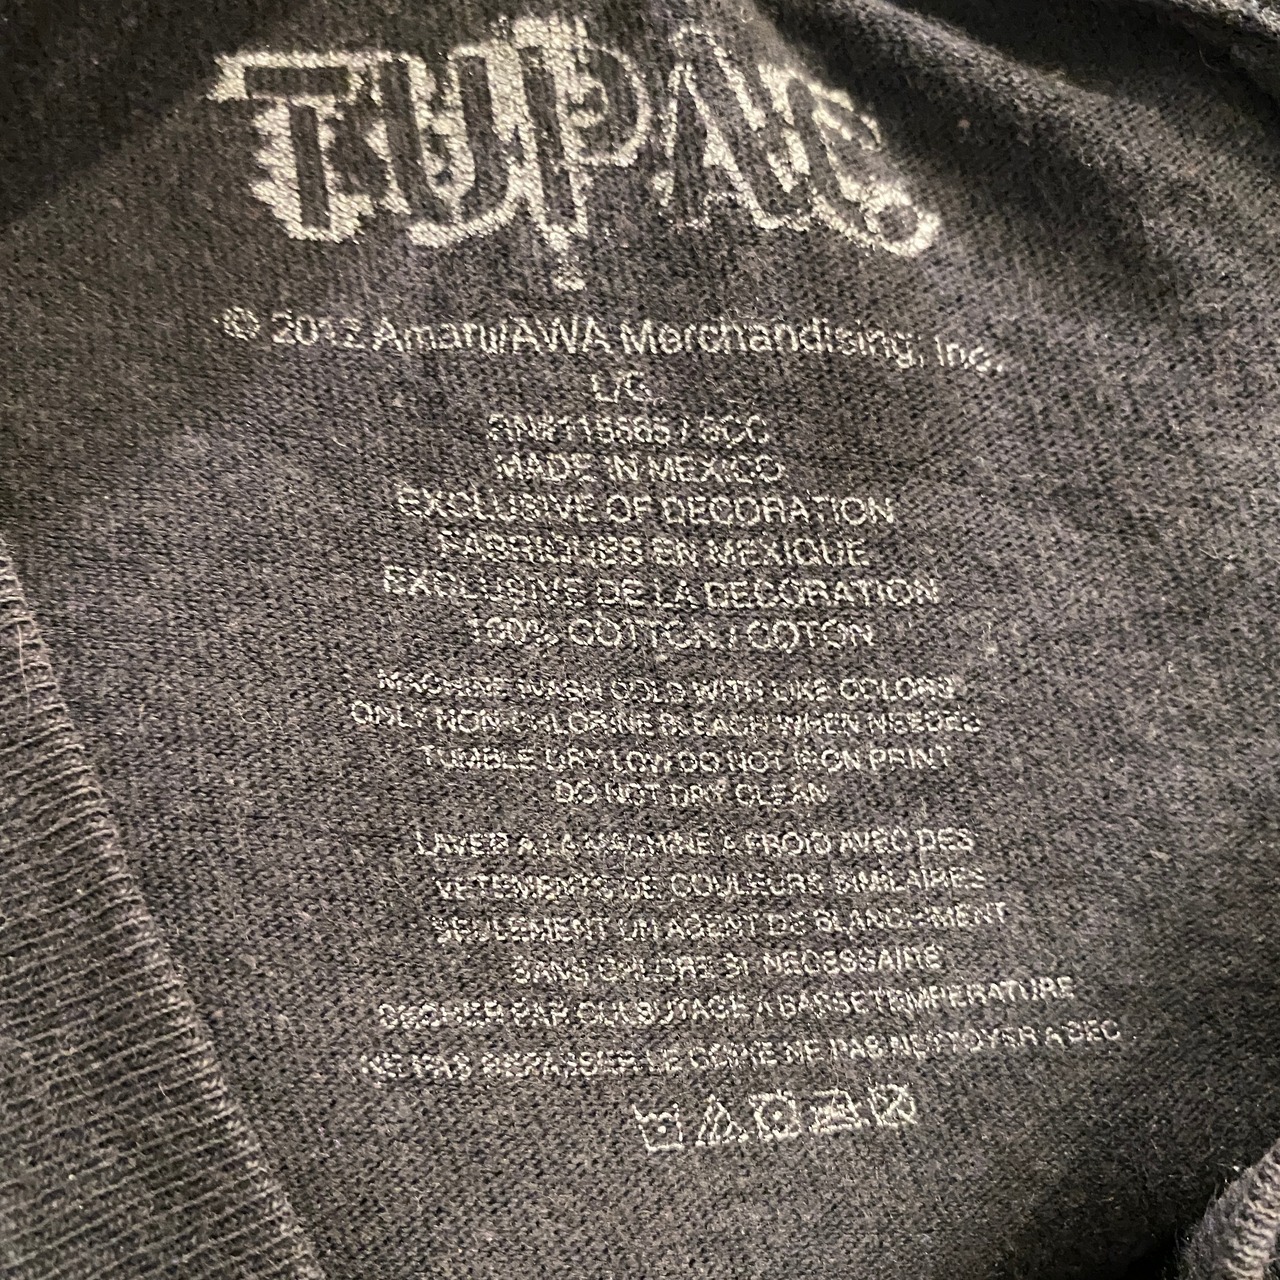 TUPAC
© 2012 Amaru/AWA Merchandising, Inc.
L/G
RN#115565 / SCC
MADE IN MEXICO
EXCLUSIVE OF DECORATION
FABRIQUES EN MEXIQUE
EXCLUSIVE DE LA DECORATION
100% COTTON / COTON
MACHINE WASH COLD WITH LIKE COLORS
ONLY NON-CHLORINE BLEACH WHEN NEEDED
TUMBLE DRY LOW DO NOT IRON PRINT
DO NOT DRY CLEAN
LAVER A LA MACHINE A FROID AVEC DES
VETEMENTS DE COULEURS SIMILAIRES
SEULEMENT UN AGENT DE BLANCHIMENT
SANS CHLORE SI NECESSAIRE
SECHER PAR CULBUTAGE A BASSE TEMPERATURE
NE PAS REPASSER LE NE PAS NETTOYER A SEC